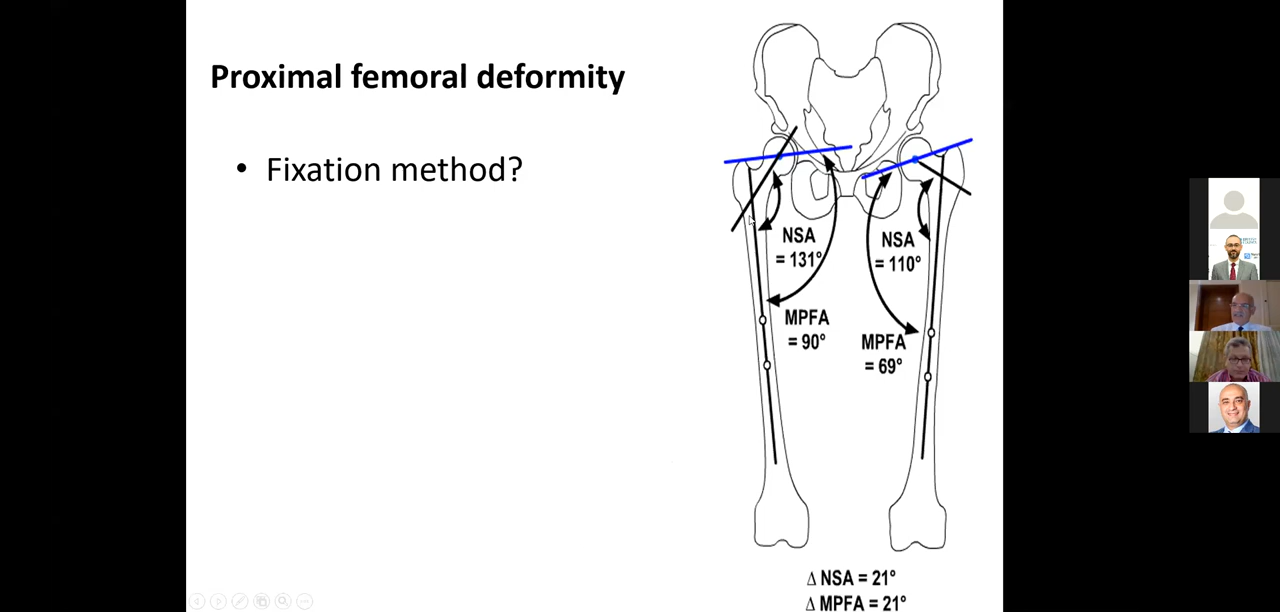 Proximal femoral deformity
• Fixation method?
NSA
= 131°
NSA
= 110°
MPFA
= 90°
MPFA
= 69°
Δ NSA = 21°
Δ MPFA = 21°